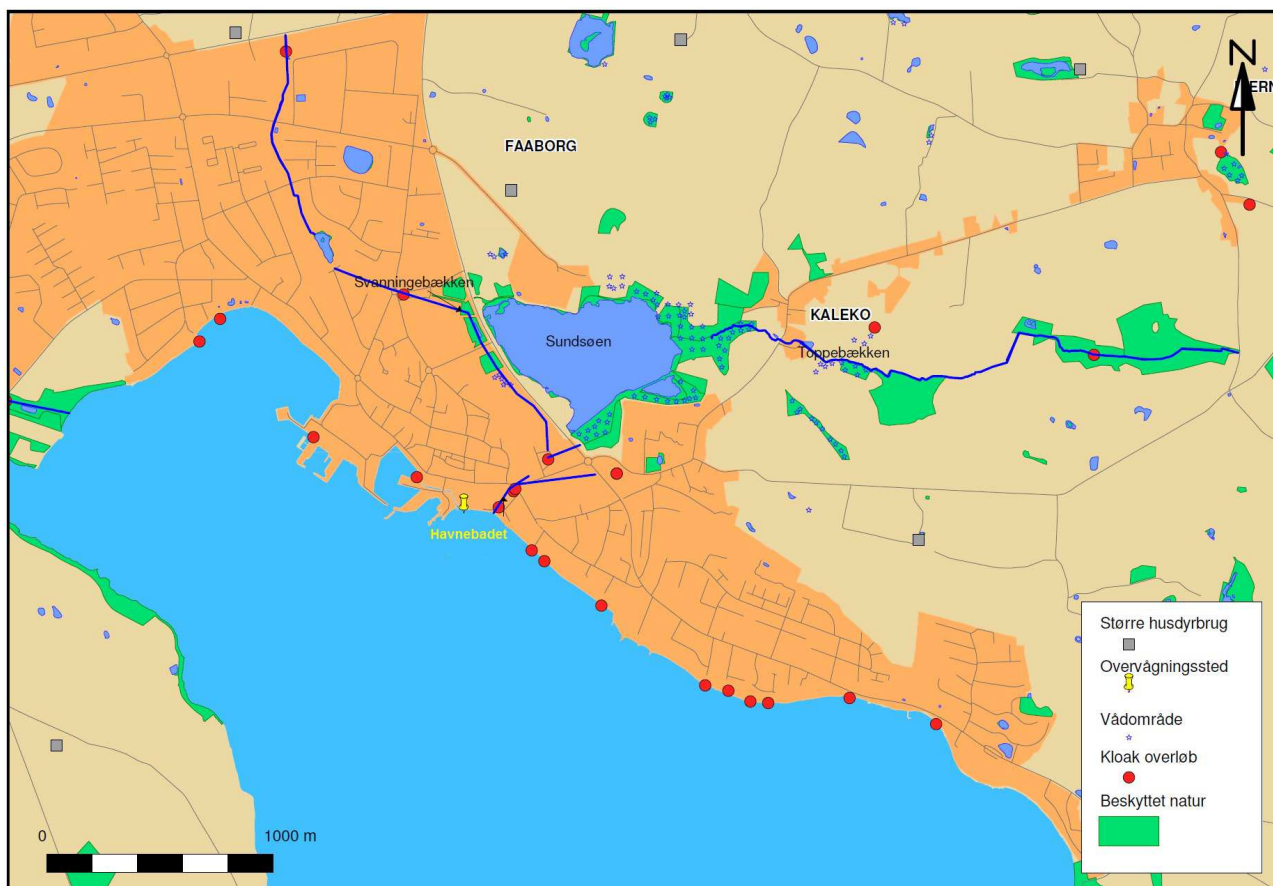 N
FAABORG
Svanningebækken
Sundsøen
KALEKO
Toppebækken
Havnebadet
Større husdyrbrug
Overvågningssted
Vådområde
Kloak overløb
Beskyttet natur
0 1000 m